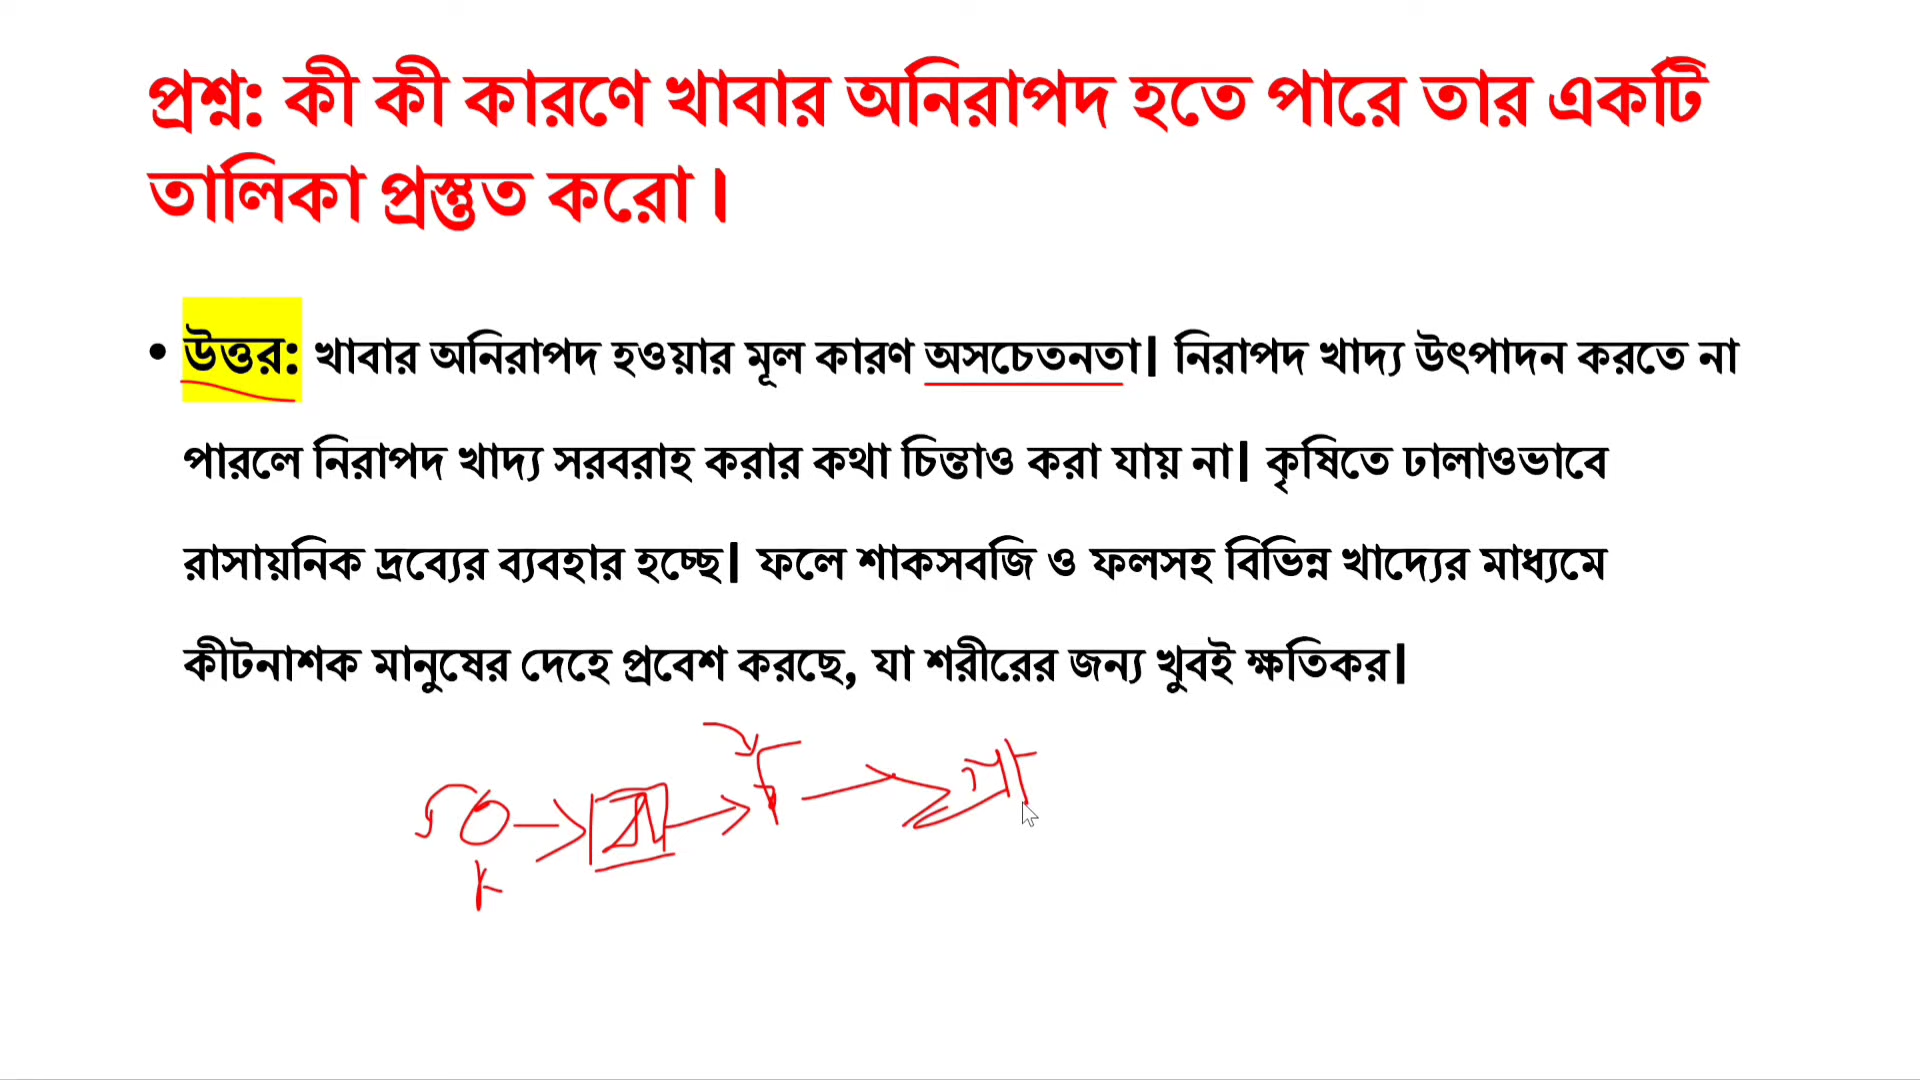 প্রশ্ন: কী কী কারণে খাবার অনিরাপদ হতে পারে তার একটি
তালিকা প্রস্তুত করো।
• উত্তর: খাবার অনিরাপদ হওয়ার মূল কারণ অসচেতনতা। নিরাপদ খাদ্য উৎপাদন করতে না
পারলে নিরাপদ খাদ্য সরবরাহ করার কথা চিন্তাও করা যায় না। কৃষিতে ঢালাওভাবে
রাসায়নিক দ্রব্যের ব্যবহার হচ্ছে। ফলে শাকসবজি ও ফলসহ বিভিন্ন খাদ্যের মাধ্যমে
কীটনাশক মানুষের দেহে প্রবেশ করছে, যা শরীরের জন্য খুবই ক্ষতিকর।